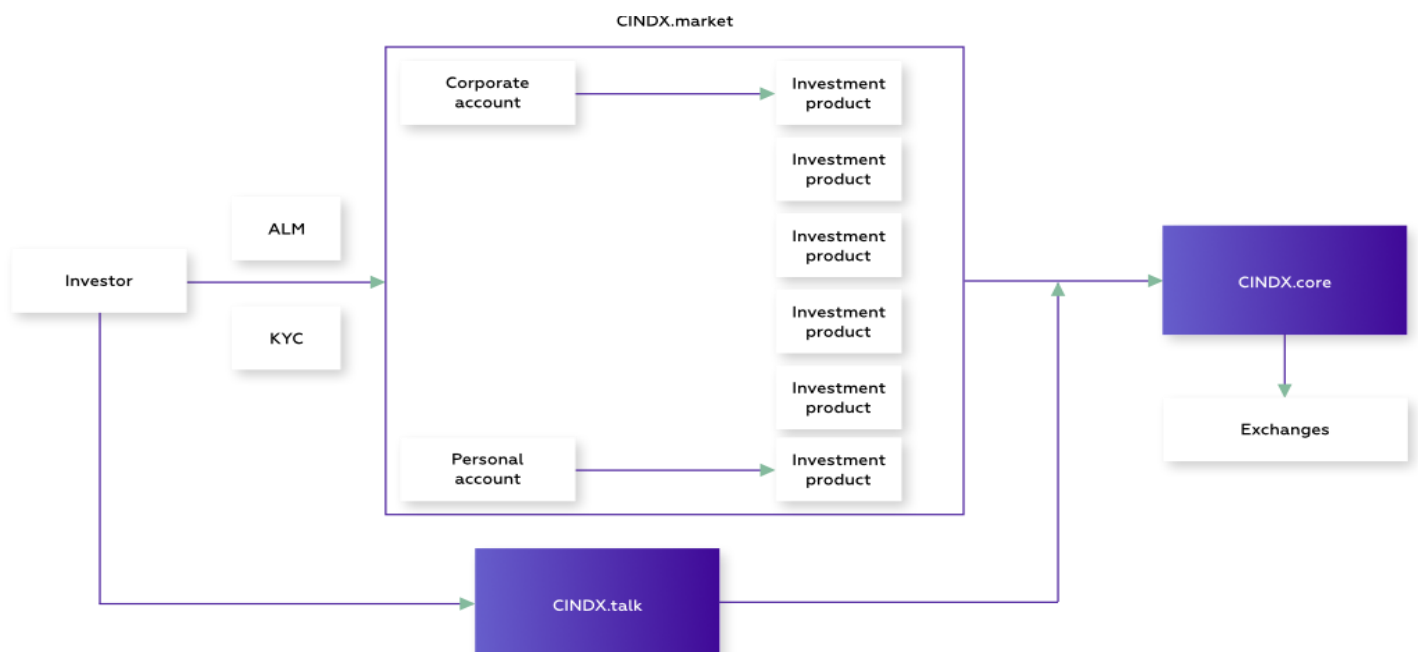 CINDX.market
Corporate
account
Investment
product
Investment
product
ALM
Investment
product
Investor
CINDX.core
KYC
Investment
product
Investment
product
Exchanges
Personal
account
Investment
product
CINDX.talk